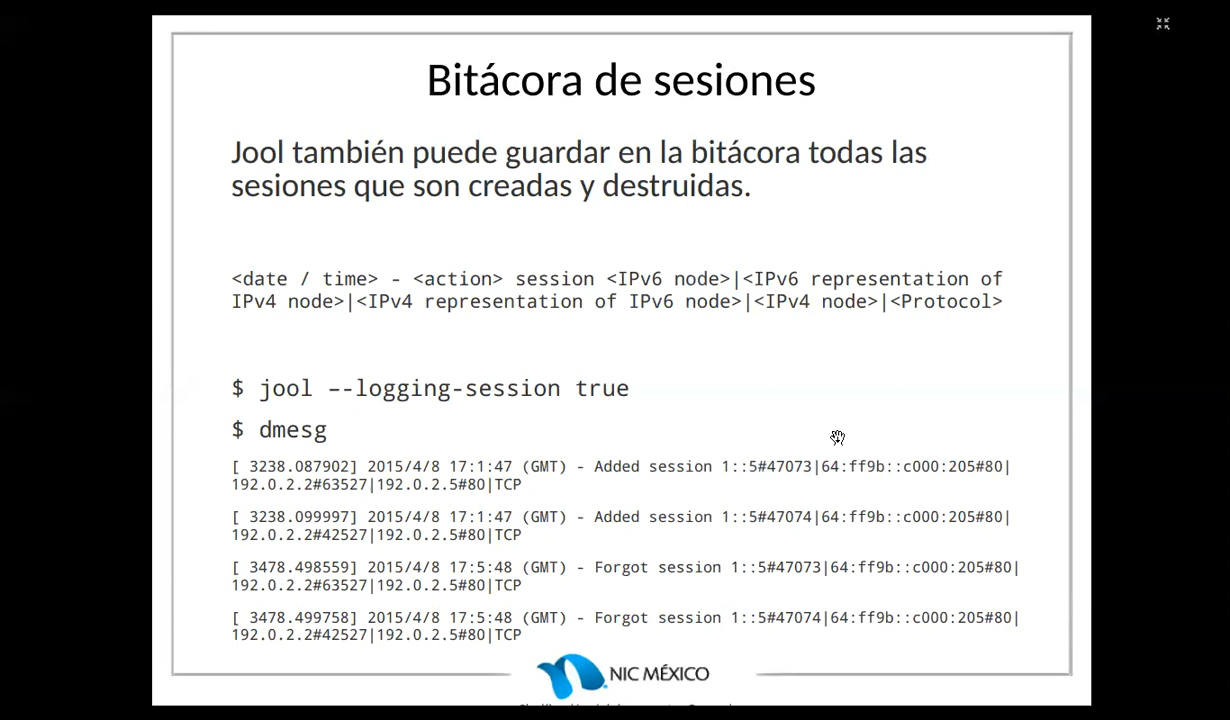 Bitácora de sesiones
Jool también puede guardar en la bitácora todas las
sesiones que son creadas y destruidas.
<date / time> - <action> session <IPv6 node>|<IPv6 representation of
IPv4 node>|<IPv4 representation of IPv6 node>|<IPv4 node>|<Protocol>
$ jool –-logging-session true
$ dmesg
[ 3238.087902] 2015/4/8 17:1:47 (GMT) - Added session 1::5#47073|64:ff9b::c000:205#80|
192.0.2.2#63527|192.0.2.5#80|TCP
[ 3238.099997] 2015/4/8 17:1:47 (GMT) - Added session 1::5#47074|64:ff9b::c000:205#80|
192.0.2.2#42527|192.0.2.5#80|TCP
[ 3478.498559] 2015/4/8 17:5:48 (GMT) - Forgot session 1::5#47073|64:ff9b::c000:205#80|
192.0.2.2#63527|192.0.2.5#80|TCP
[ 3478.499758] 2015/4/8 17:5:48 (GMT) - Forgot session 1::5#47074|64:ff9b::c000:205#80|
192.0.2.2#42527|192.0.2.5#80|TCP
NIC MÉXICO